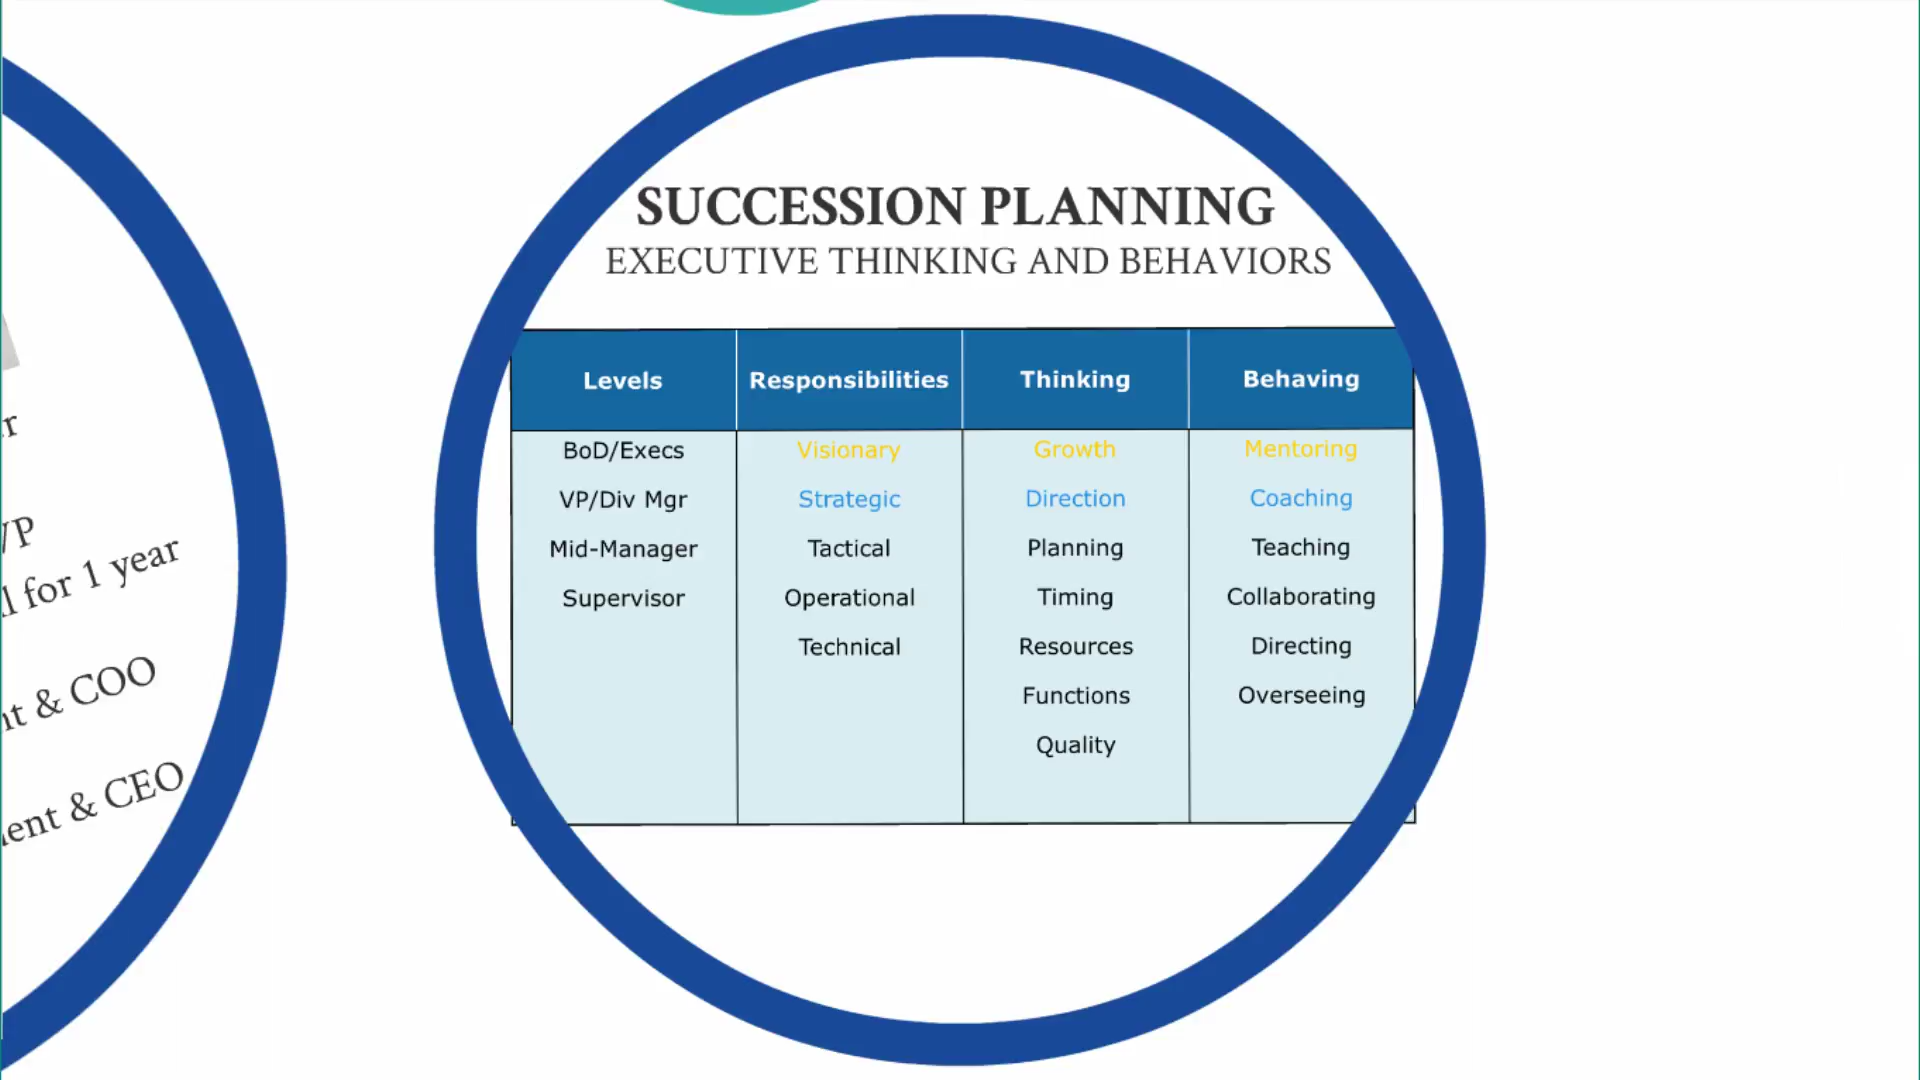 SUCCESSION PLANNING
EXECUTIVE THINKING AND BEHAVIORS
Levels Responsibilities Thinking Behaving
BoD/Execs Visionary Growth Mentoring
VP/Div Mgr Strategic Direction Coaching
Mid-Manager Tactical Planning Teaching
Supervisor Operational Timing Collaborating
Technical Resources Directing
Functions Overseeing
Quality
for 1 year
& COO
& CEO